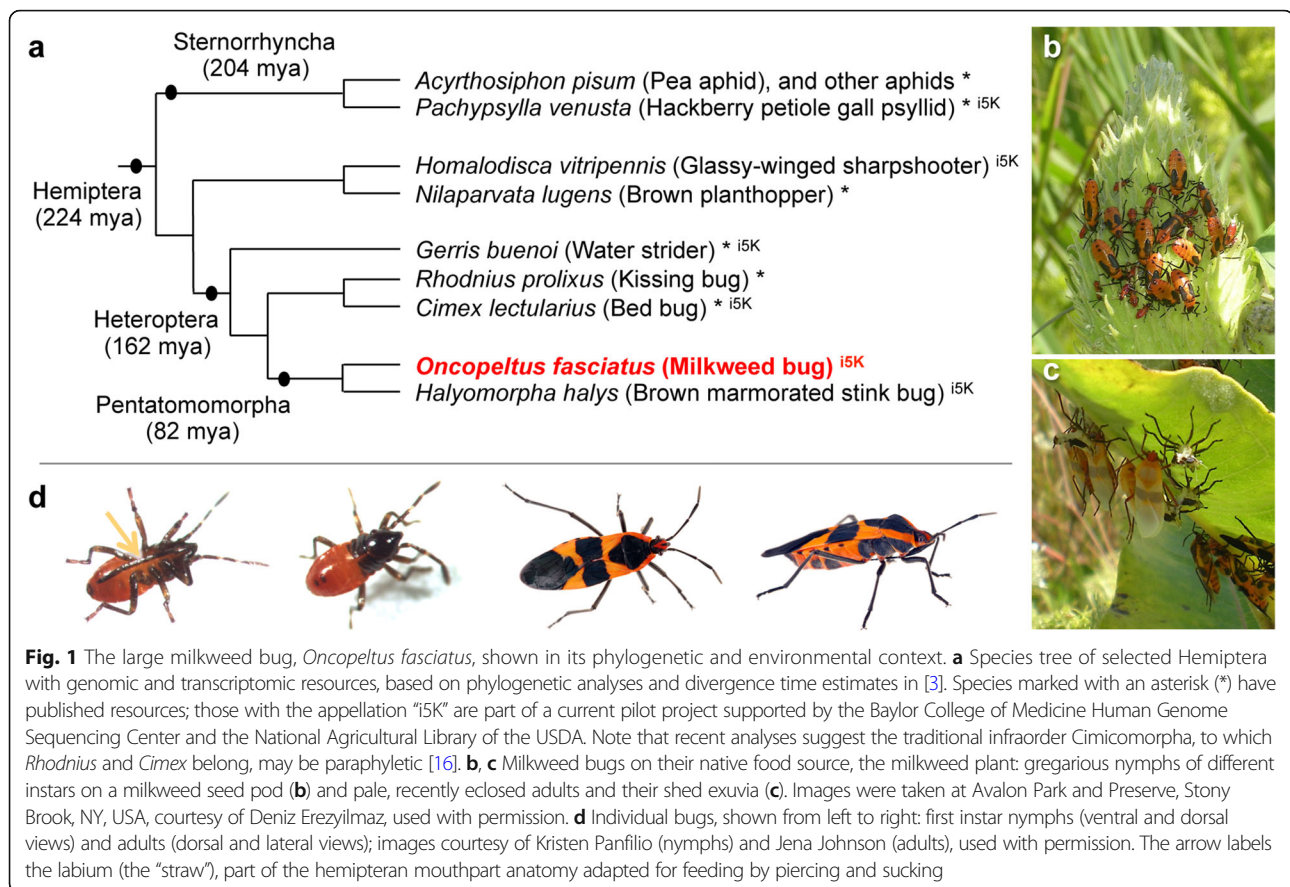 a
Sternorrhyncha
(204 mya)
Acyrthosiphon pisum (Pea aphid), and other aphids *
Pachypsylla venusta (Hackberry petiole gall psyllid) * i5K
Homalodisca vitripennis (Glassy-winged sharpshooter) i5K
Hemiptera
(224 mya)
Nilaparvata lugens (Brown planthopper) *
Gerris buenoi (Water strider) * i5K
Rhodnius prolixus (Kissing bug) *
Heteroptera
(162 mya)
Cimex lectularius (Bed bug) * i5K
Oncopeltus fasciatus (Milkweed bug) i5K
Pentatomomorpha
(82 mya)
Halyomorpha halys (Brown marmorated stink bug) i5K
b
c
d
Fig. 1 The large milkweed bug, Oncopeltus fasciatus, shown in its phylogenetic and environmental context. a Species tree of selected Hemiptera
with genomic and transcriptomic resources, based on phylogenetic analyses and divergence time estimates in [3]. Species marked with an asterisk (*) have
published resources; those with the appellation “i5K” are part of a current pilot project supported by the Baylor College of Medicine Human Genome
Sequencing Center and the National Agricultural Library of the USDA. Note that recent analyses suggest the traditional infraorder Cimicomorpha, to which
Rhodnius and Cimex belong, may be paraphyletic [16]. b, c Milkweed bugs on their native food source, the milkweed plant: gregarious nymphs of different
instars on a milkweed seed pod (b) and pale, recently eclosed adults and their shed exuvia (c). Images were taken at Avalon Park and Preserve, Stony
Brook, NY, USA, courtesy of Deniz Erezyilmaz, used with permission. d Individual bugs, shown from left to right: first instar nymphs (ventral and dorsal
views) and adults (dorsal and lateral views); images courtesy of Kristen Panfilio (nymphs) and Jena Johnson (adults), used with permission. The arrow labels
the labium (the “straw”), part of the hemipteran mouthpart anatomy adapted for feeding by piercing and sucking